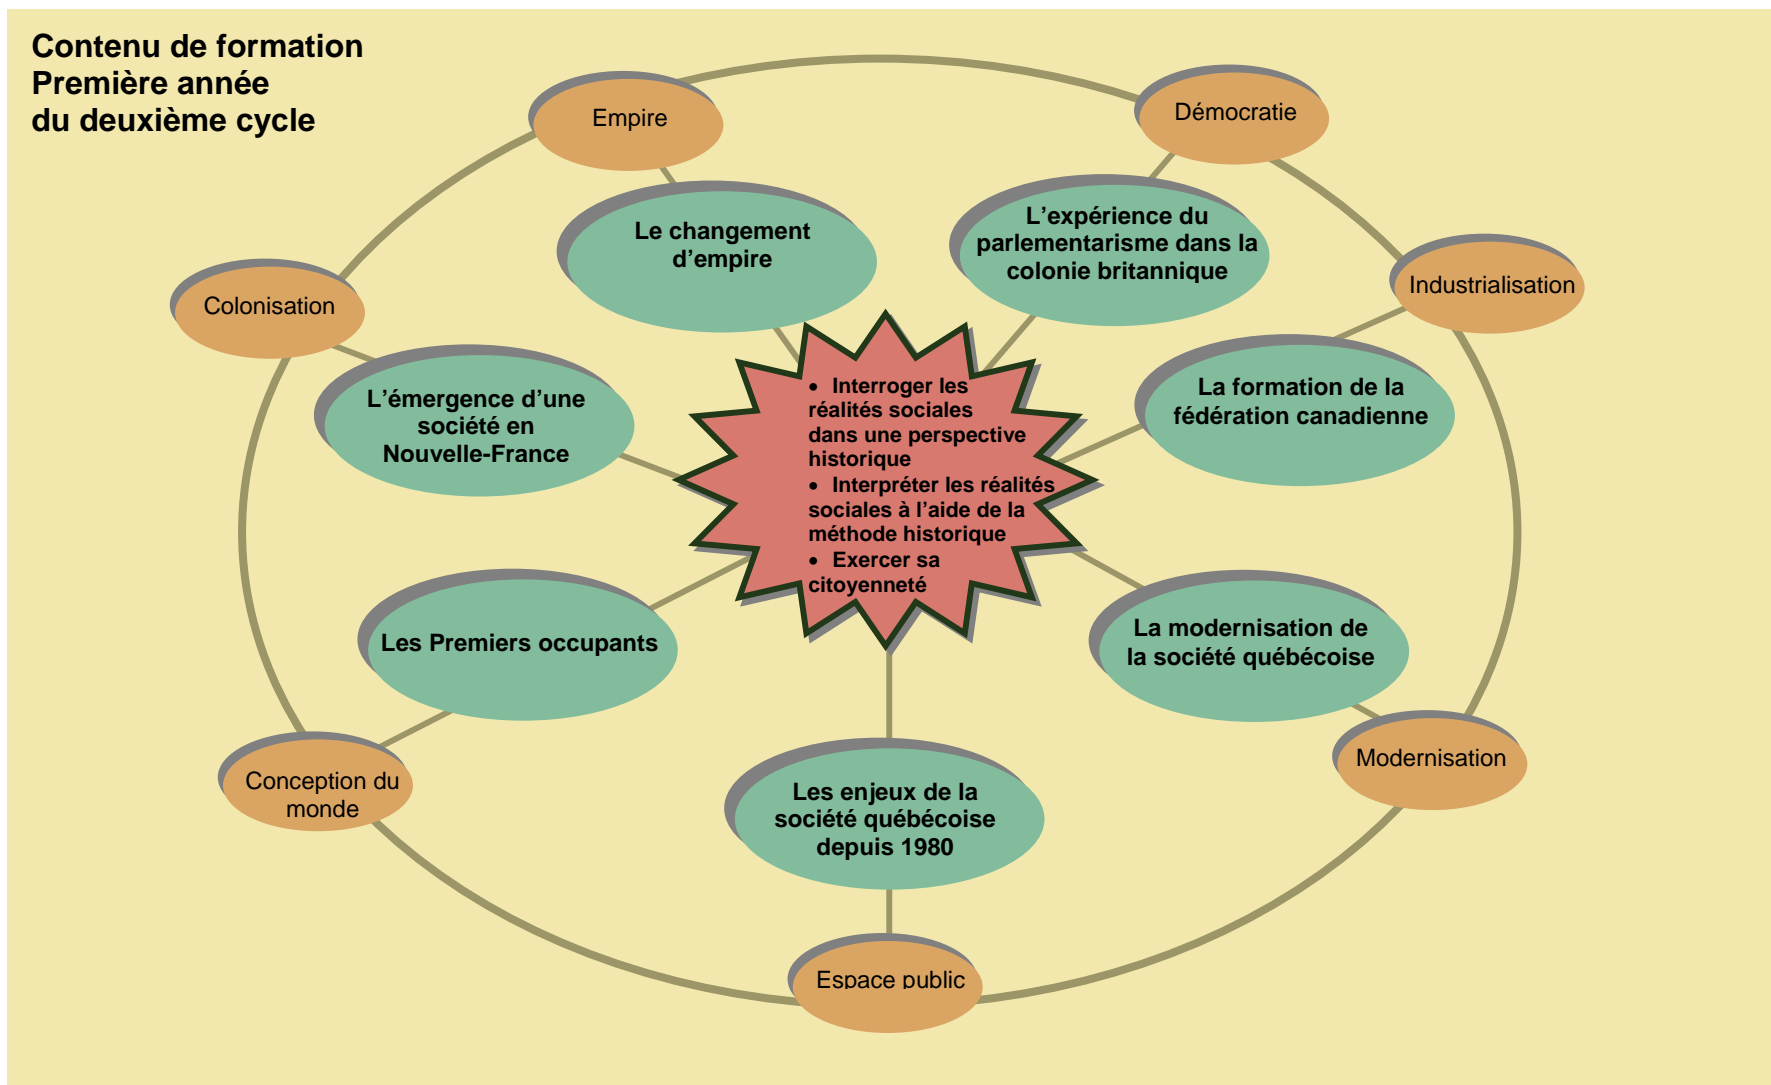 Contenu de formation
Première année
du deuxième cycle
Empire
Démocratie
Le changement
d'empire
L'expérience du
parlementarisme dans la
colonie britannique
Colonisation
Industrialisation
L'émergence d'une
société en
Nouvelle-France
La formation de la
fédération canadienne
• Interroger les
réalités sociales
dans une perspective
historique
• Interpréter les réalités
sociales à l'aide de la
méthode historique
• Exercer sa
citoyenneté
Les Premiers occupants
La modernisation de
la société québécoise
Conception du
monde
Modernisation
Les enjeux de la
société québécoise
depuis 1980
Espace public